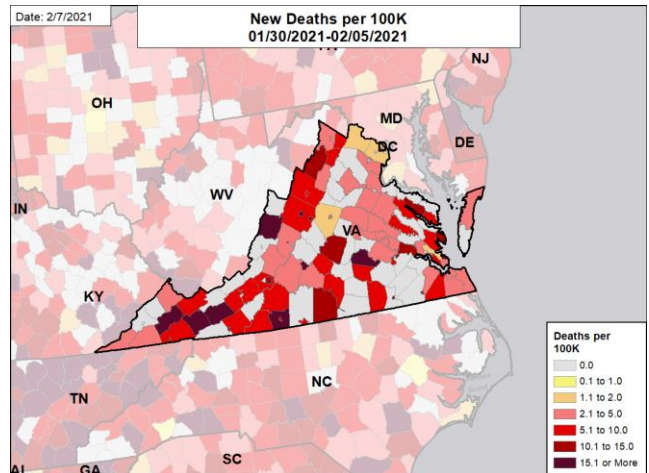 Date: 2/7/2021
New Deaths per 100K
01/30/2021-02/05/2021
NJ
OH
MD
DC
DE
WV
IN
VA
KY
NC
TN
SC
GA
Deaths per
100K
0.0
0.1 to 1.0
1.1 to 2.0
2.1 to 5.0
5.1 to 10.0
10.1 to 15.0
15.1 or More